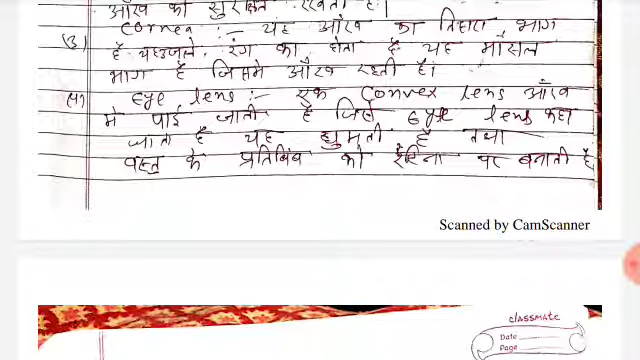 आँख को सुरक्षित रखता है।
(3) Cornea :- यह आँख का तिहारा भाग
है यह उजले रंग का होता है यह माँसल
भाग है जिसमे आँख रहती है।
(4) Eye lens :- एक Convex lens आँख
मे पाई जाती है जिसे Eye lens कहा
जाता है यह घुमती है तथा
वस्तु के प्रतिबिंब को रेटिना पर बनाती है
Scanned by CamScanner
classmate
Date
Page